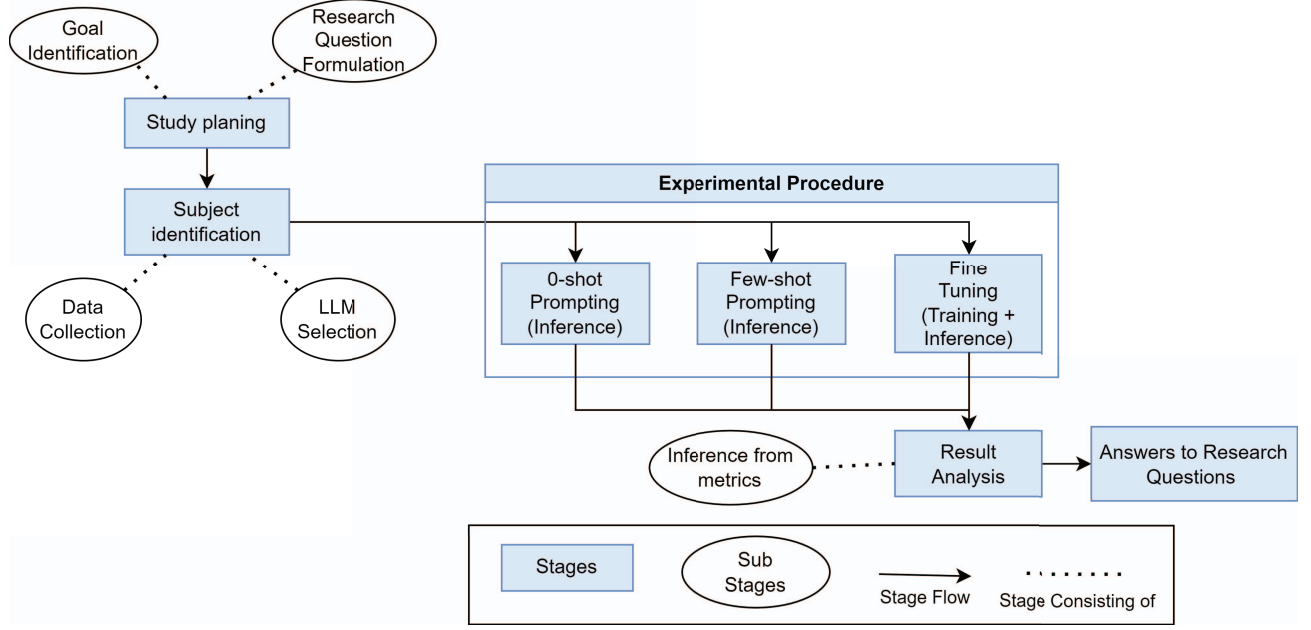 Goal
Identification
Research
Question
Formulation
Study planing
Subject
identification
Data
Collection
LLM
Selection
Experimental Procedure
0-shot
Prompting
(Inference)
Few-shot
Prompting
(Inference)
Fine
Tuning
(Training +
Inference)
Inference from
metrics
Result
Analysis
Answers to Research
Questions
Stages
Sub
Stages
Stage Flow
Stage Consisting of